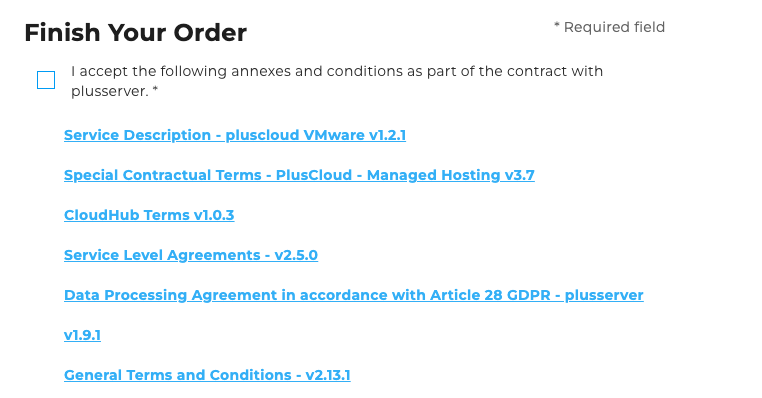 Finish Your Order
* Required field
I accept the following annexes and conditions as part of the contract with
plusserver. *
Service Description - pluscloud VMware v1.2.1
Special Contractual Terms - PlusCloud - Managed Hosting v3.7
CloudHub Terms v1.0.3
Service Level Agreements - v2.5.0
Data Processing Agreement in accordance with Article 28 GDPR - plusserver
v1.9.1
General Terms and Conditions - v2.13.1